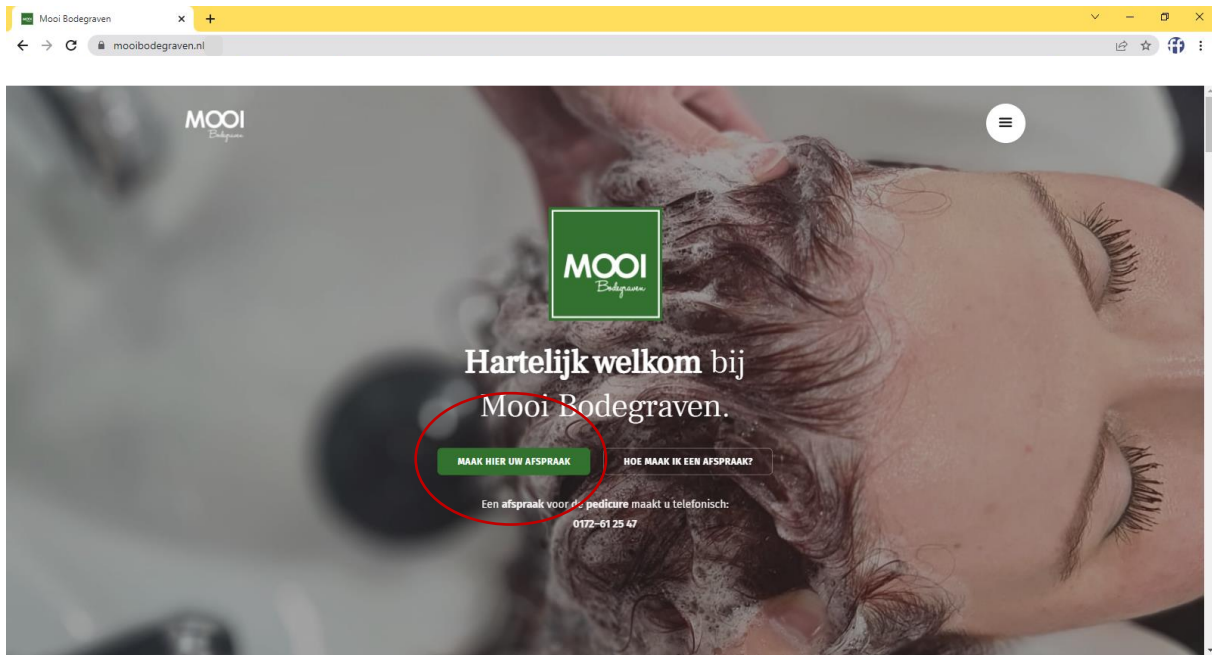 Mooi Bodegraven
mooibodegraven.nl
MOOI
Bodegraven
MOOI
Bodegraven
Hartelijk welkom bij
Mooi Bodegraven.
MAAK HIER UW AFSPRAAK
HOE MAAK IK EEN AFSPRAAK?
Een afspraak voor de pedicure maakt u telefonisch:
0172-61 25 47